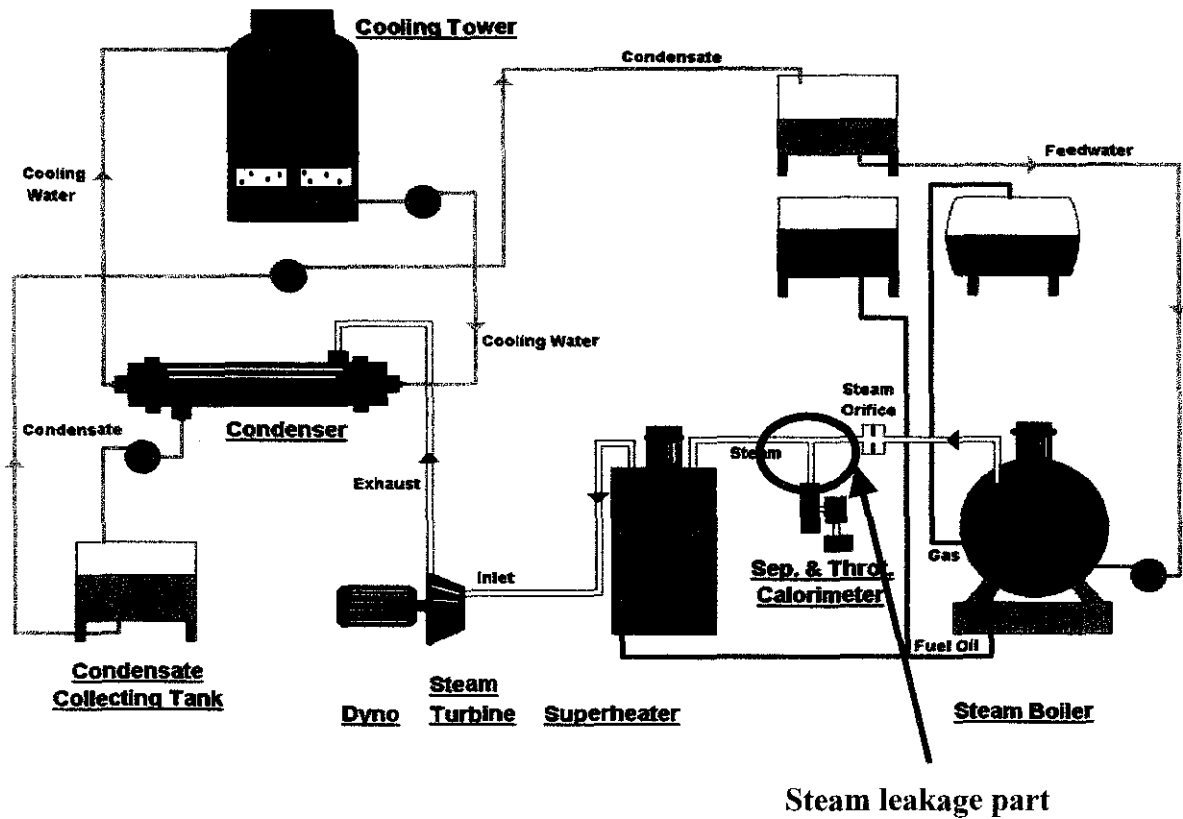 Cooling Tower
Condensate
Feedwater
Cooling
Water
Cooling Water
Steam
Orifice
Condensate
Condenser
Steam
Exhaust
Gas
Inlet
Sep. & Throt.
Calorimeter
Fuel Oil
Condensate
Collecting Tank
Steam
Dyno Turbine Superheater
Steam Boiler
Steam leakage part